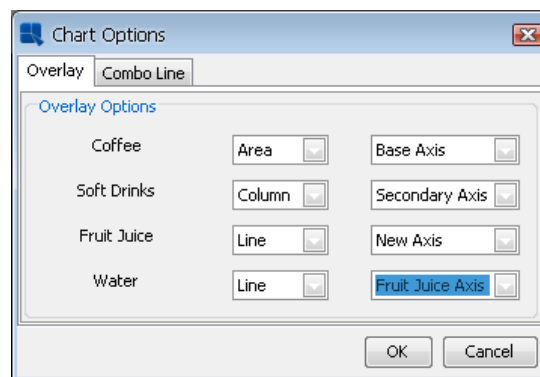 Chart Options
Overlay Combo Line
Overlay Options
Coffee Area Base Axis
Soft Drinks Column Secondary Axis
Fruit Juice Line New Axis
Water Line Fruit Juice Axis
OK Cancel